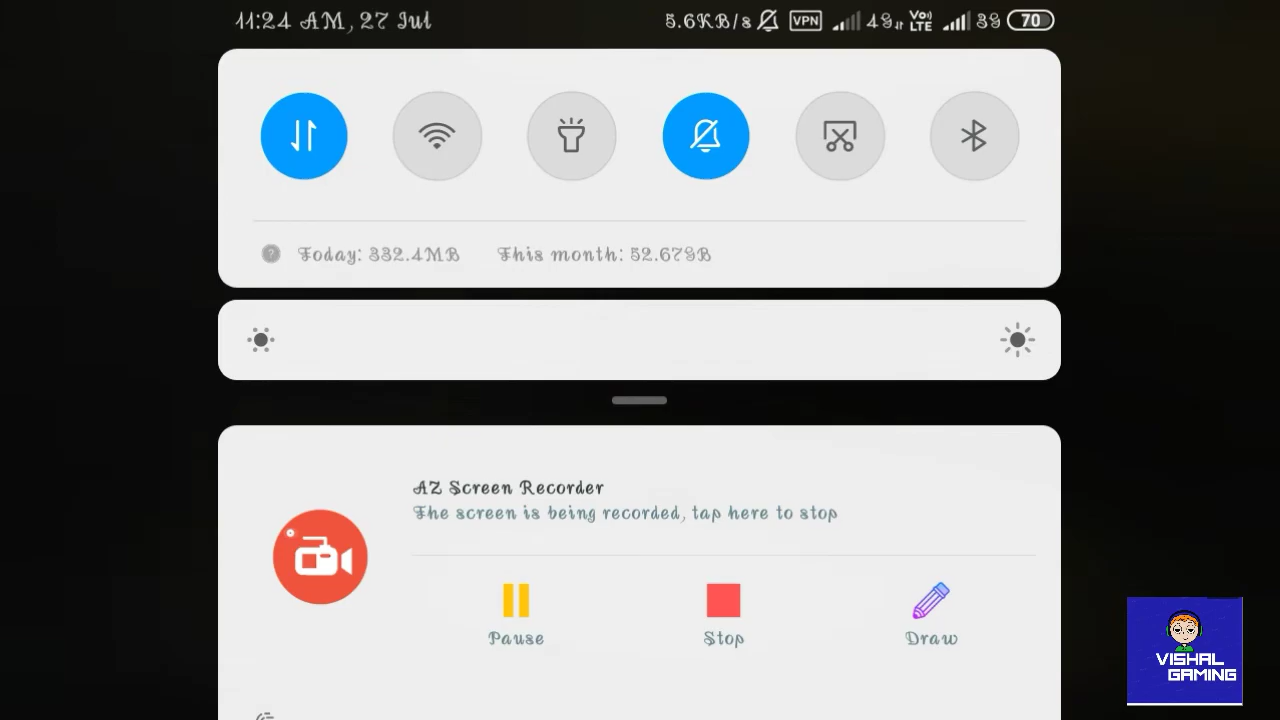 11:24 AM, 27 Jul
5.6KB/s VPN 4G Vo) LTE 3G 70
Today: 332.4MB This month: 52.67GB
AZ Screen Recorder
The screen is being recorded, tap here to stop
Pause Stop Draw
VISHAL
GAMING